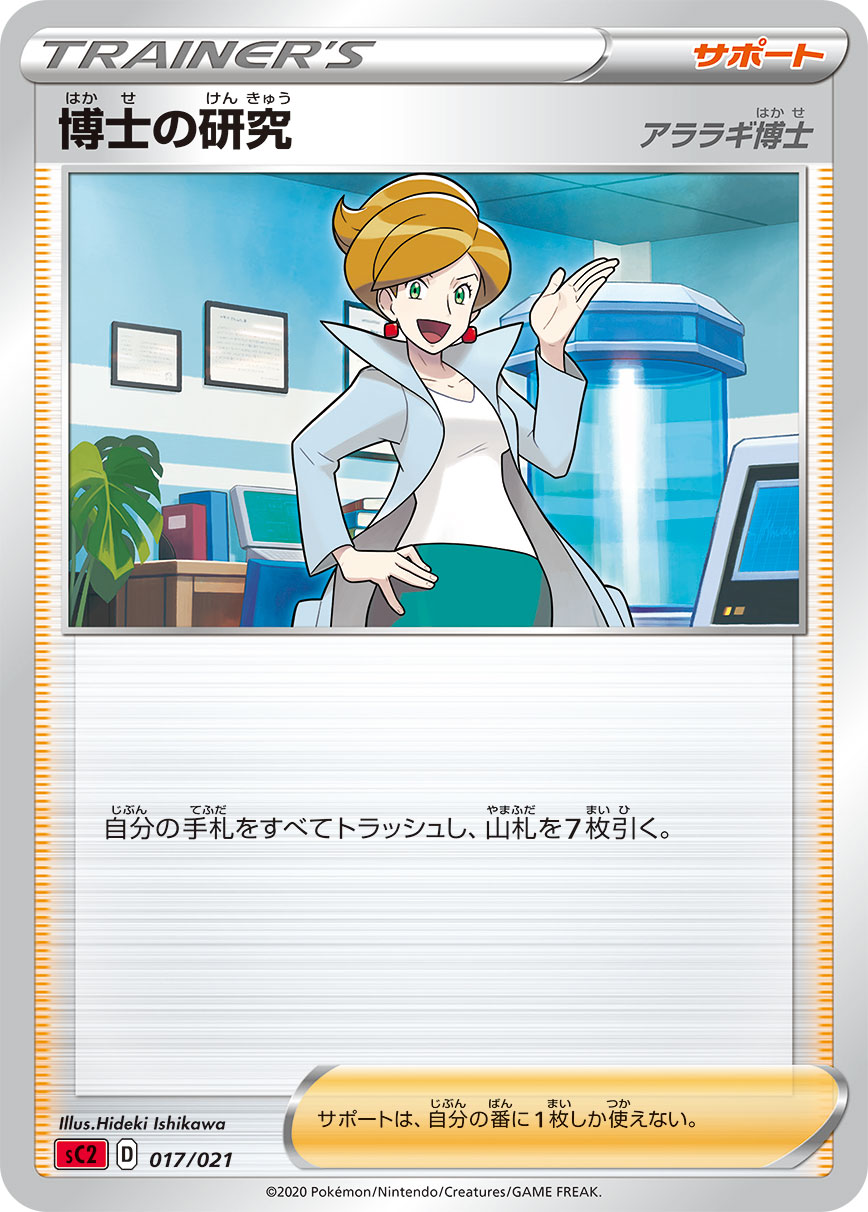 TRAINER'S
サポート
はか せ けん きゅう
博士の研究
はか せ
アララギ博士
じぶん てふだ やまふだ まい ひ
自分の手札をすべてトラッシュし、山札を7枚引く。
じぶん ばん まい つか
サポートは、自分の番に1枚しか使えない。
Illus.Hideki Ishikawa
sC2 D 017/021
©2020 Pokémon/Nintendo/Creatures/GAME FREAK.